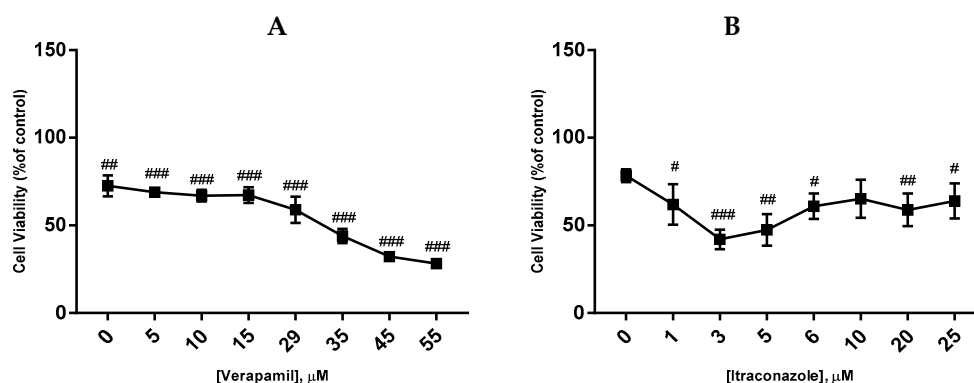 A
Cell Viability (%of control)
150
100
50
0
## ### ### ### ### ### ### ###
0 5 10 15 29 35 45 55
[Verapamil], μM
B
Cell Viability (%of control)
150
100
50
0
# ### ## # ## #
0 1 3 5 6 10 20 25
[Itraconazole], μM